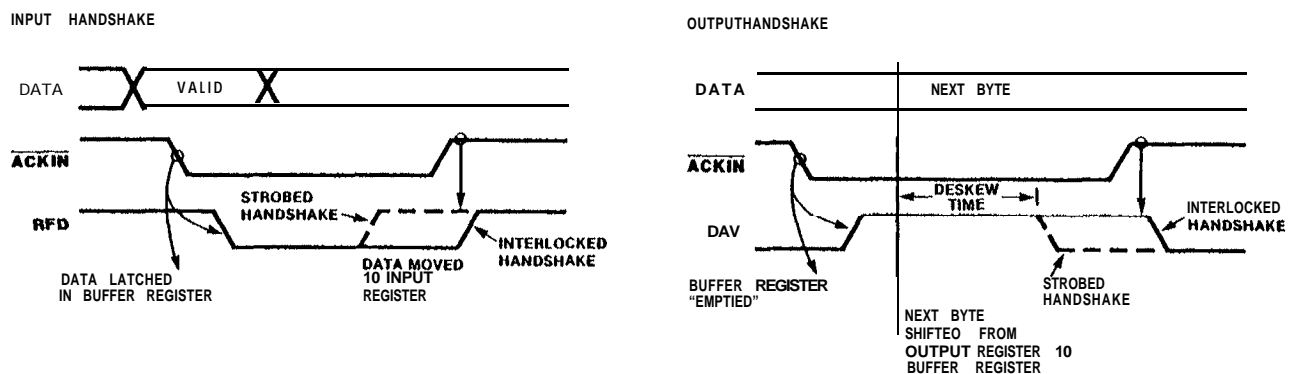 INPUT HANDSHAKE
DATA
VALID
ACKIN
STROBED
HANDSHAKE
RFD
INTERLOCKED
HANDSHAKE
DATA MOVED
10 INPUT
REGISTER
DATA LATCHED
IN BUFFER REGISTER
OUTPUTHANDSHAKE
DATA
NEXT BYTE
ACKIN
DESKEW
TIME
DAV
INTERLOCKED
HANDSHAKE
BUFFER REGISTER
"EMPTIED"
STROBED
HANDSHAKE
NEXT BYTE
SHIFTEO FROM
OUTPUT REGISTER 10
BUFFER REGISTER